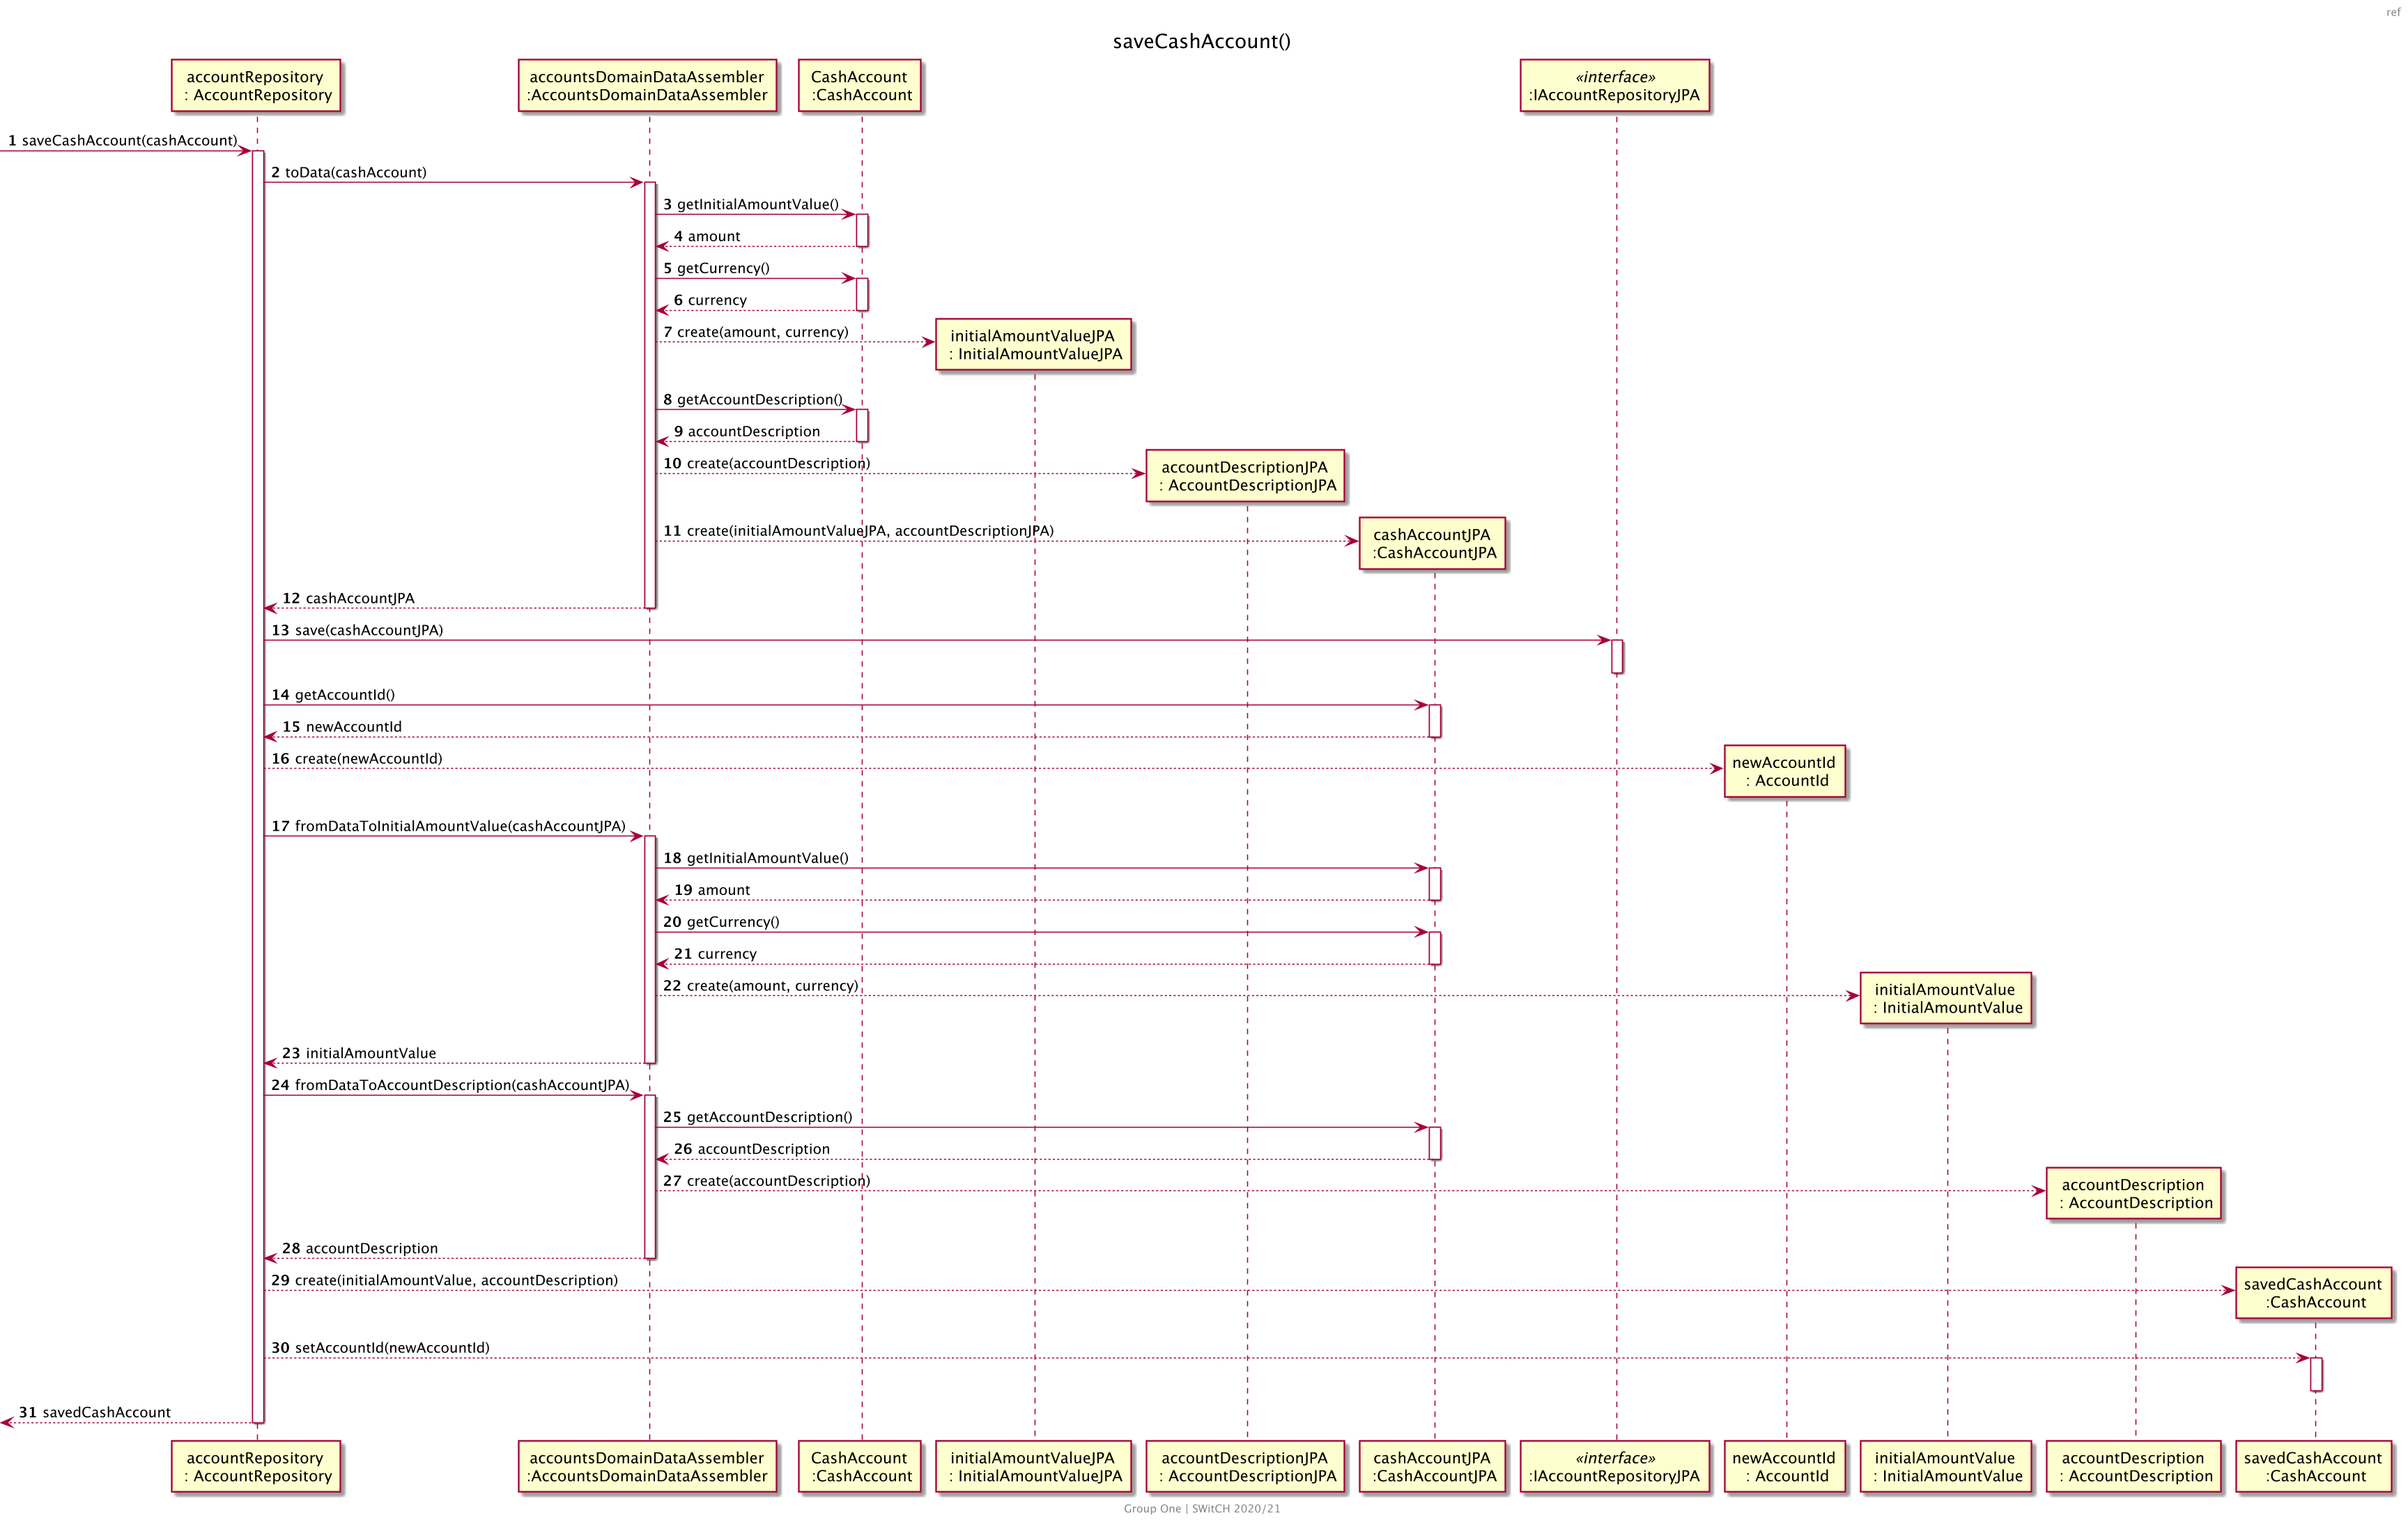 ref
saveCashAccount()
accountRepository
: AccountRepository
accountsDomainDataAssembler
:AccountsDomainDataAssembler
CashAccount
:CashAccount
«interface»
:IAccountRepositoryJPA
1 saveCashAccount(cashAccount)
2 toData(cashAccount)
3 getInitialAmountValue()
4 amount
5 getCurrency()
6 currency
7 create(amount, currency)
initialAmountValueJPA
: InitialAmountValueJPA
8 getAccountDescription()
9 accountDescription
10 create(accountDescription)
accountDescriptionJPA
: AccountDescriptionJPA
11 create(initialAmountValueJPA, accountDescriptionJPA)
cashAccountJPA
:CashAccountJPA
12 cashAccountJPA
13 save(cashAccountJPA)
14 getAccountId()
15 newAccountId
16 create(newAccountId)
newAccountId
: AccountId
17 fromDataToInitialAmountValue(cashAccountJPA)
18 getInitialAmountValue()
19 amount
20 getCurrency()
21 currency
22 create(amount, currency)
initialAmountValue
: InitialAmountValue
23 initialAmountValue
24 fromDataToAccountDescription(cashAccountJPA)
25 getAccountDescription()
26 accountDescription
27 create(accountDescription)
accountDescription
: AccountDescription
28 accountDescription
29 create(initialAmountValue, accountDescription)
savedCashAccount
:CashAccount
30 setAccountId(newAccountId)
31 savedCashAccount
accountRepository
: AccountRepository
accountsDomainDataAssembler
:AccountsDomainDataAssembler
CashAccount
:CashAccount
initialAmountValueJPA
: InitialAmountValueJPA
accountDescriptionJPA
: AccountDescriptionJPA
cashAccountJPA
:CashAccountJPA
«interface»
:IAccountRepositoryJPA
newAccountId
: AccountId
initialAmountValue
: InitialAmountValue
accountDescription
: AccountDescription
savedCashAccount
:CashAccount
Group One | SWitCH 2020/21